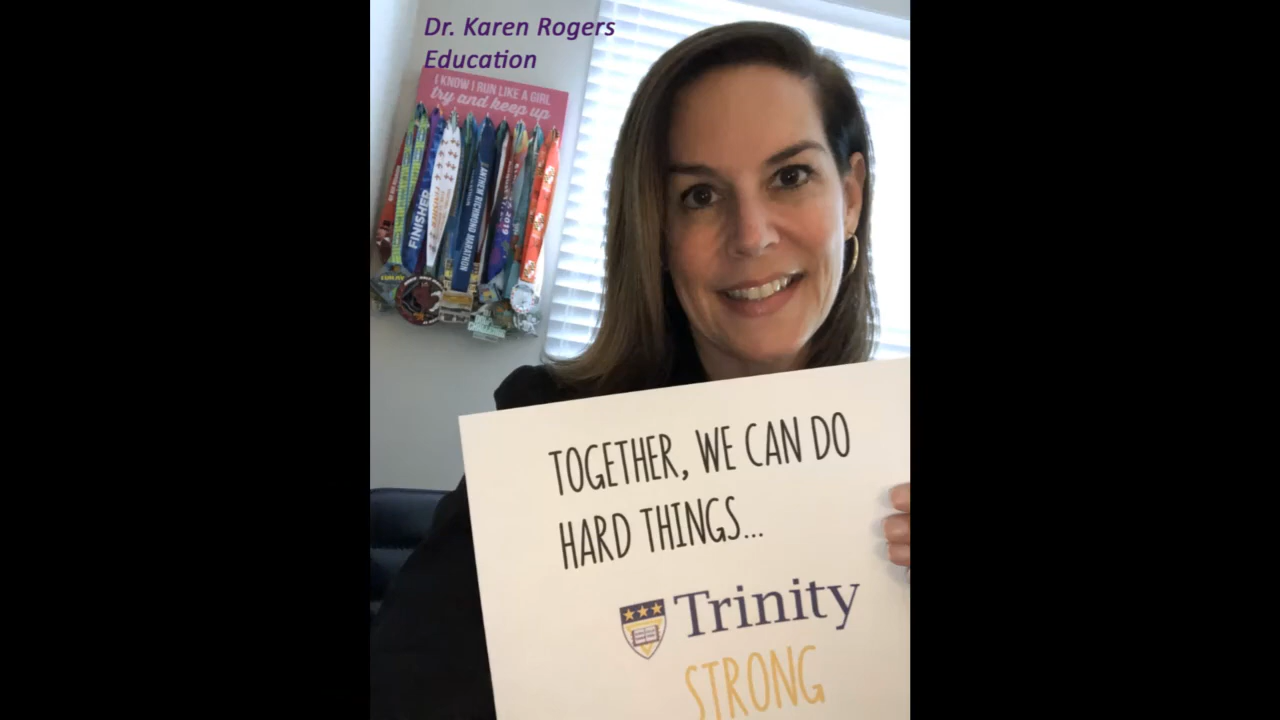 Dr. Karen Rogers
Education
I KNOW I RUN LIKE A GIRL
try and keep up
FINISHER
ANTHEM RICHMOND MARATHON
2019
TOGETHER, WE CAN DO
HARD THINGS...
Trinity
STRONG